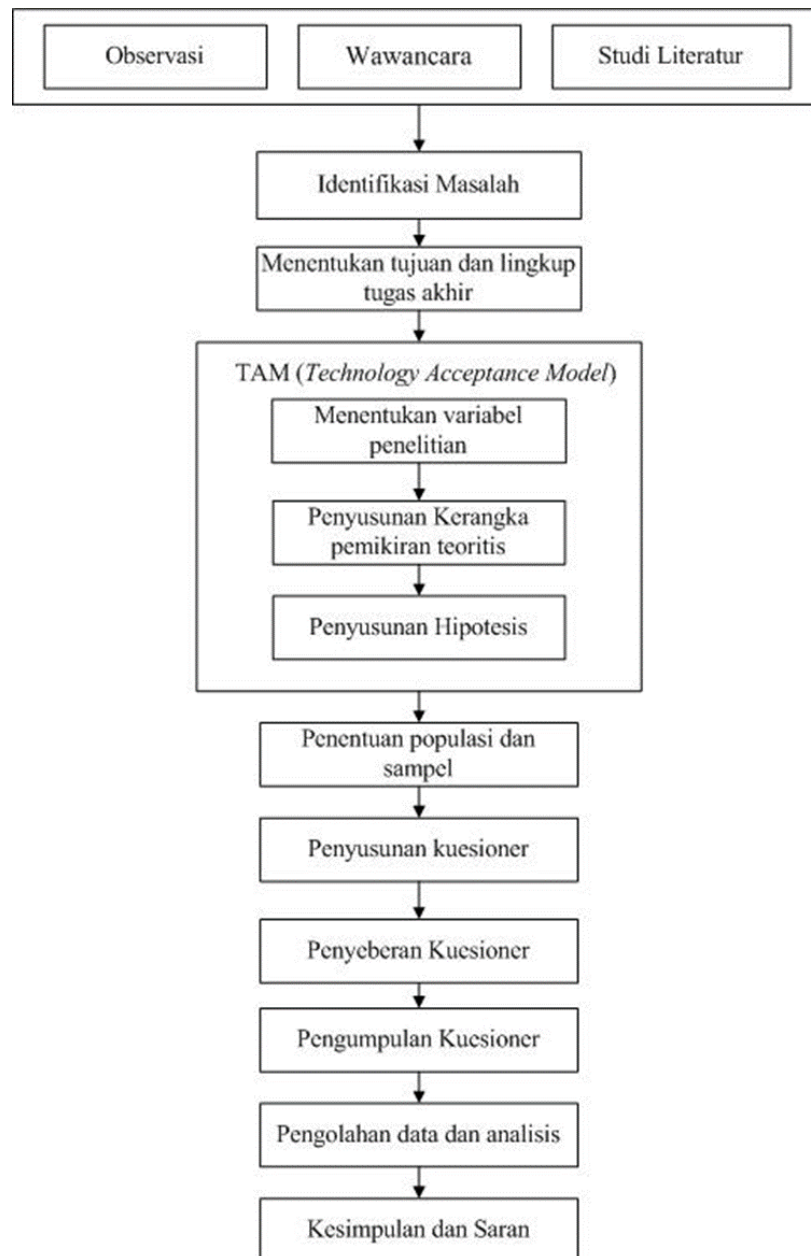 Observasi
Wawancara
Studi Literatur
Identifikasi Masalah
Menentukan tujuan dan lingkup
tugas akhir
TAM (Technology Acceptance Model)
Menentukan variabel
penelitian
Penyusunan Kerangka
pemikiran teoritis
Penyusunan Hipotesis
Penentuan populasi dan
sampel
Penyusunan kuesioner
Penyeberan Kuesioner
Pengumpulan Kuesioner
Pengolahan data dan analisis
Kesimpulan dan Saran